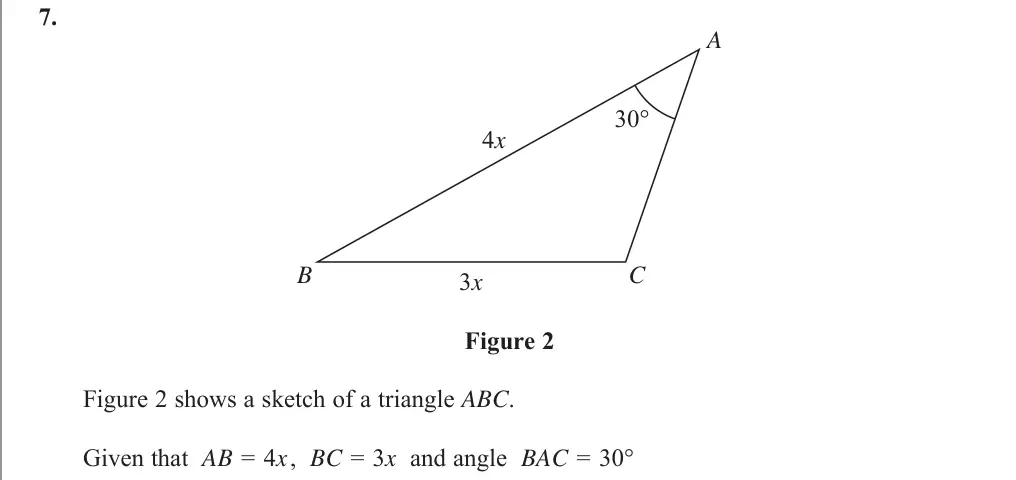 7.
A
30°
4x
B
C
3x
Figure 2
Figure 2 shows a sketch of a triangle ABC.
Given that AB = 4x, BC = 3x and angle BAC = 30°